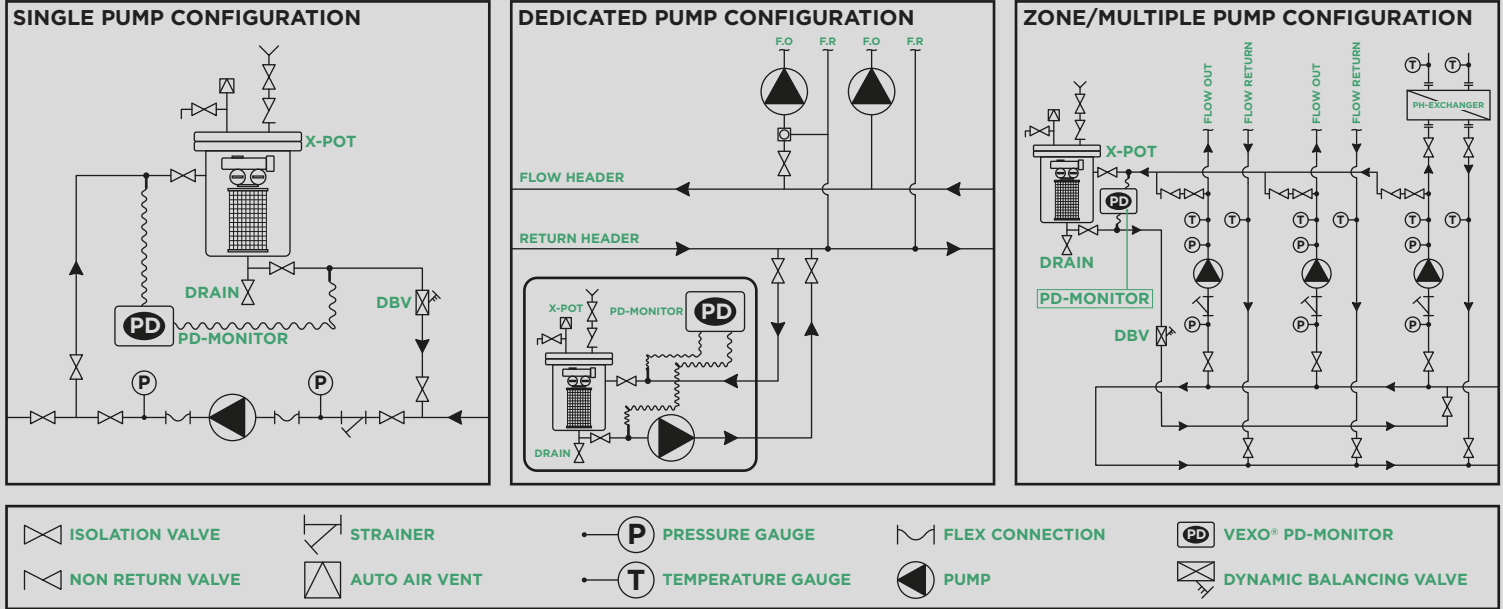 SINGLE PUMP CONFIGURATION
X-POT
DRAIN
DBV
PD
PD-MONITOR
P
P
DEDICATED PUMP CONFIGURATION
F.O
F.R
F.O
F.R
FLOW HEADER
RETURN HEADER
X-POT
PD-MONITOR
PD
DRAIN
ZONE/MULTIPLE PUMP CONFIGURATION
FLOW OUT
FLOW RETURN
FLOW OUT
FLOW RETURN
T
T
PH-EXCHANGER
X-POT
PD
T
T
T
T
T
DRAIN
P
P
P
PD-MONITOR
DBV
P
P
P
ISOLATION VALVE
STRAINER
P PRESSURE GAUGE
FLEX CONNECTION
PD VEXO® PD-MONITOR
NON RETURN VALVE
AUTO AIR VENT
T TEMPERATURE GAUGE
PUMP
DYNAMIC BALANCING VALVE